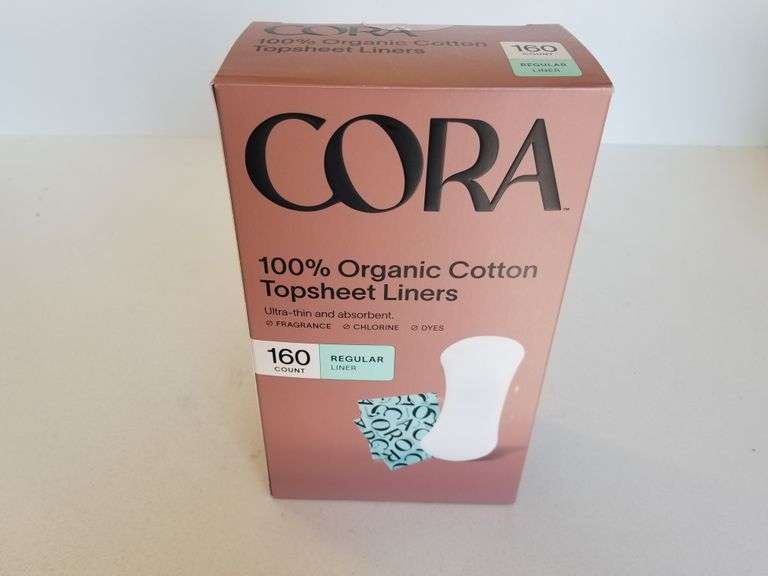 CORA
100% Organic Cotton
Topsheet Liners
160
COUNT
REGULAR
LINER
CORA™
100% Organic Cotton
Topsheet Liners
Ultra-thin and absorbent.
⊘ FRAGRANCE ⊘ CHLORINE ⊘ DYES
160
COUNT
REGULAR
LINER